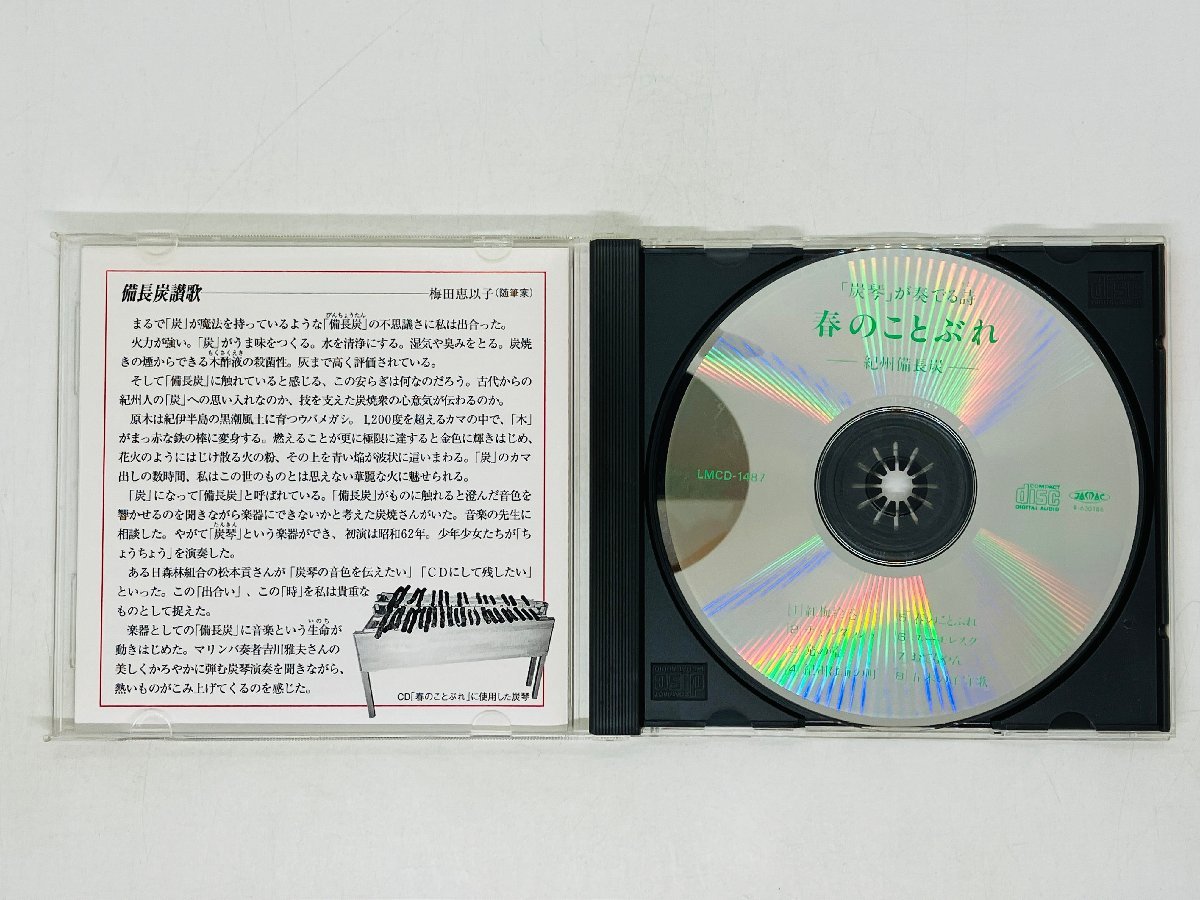 備長炭讃歌
梅田恵以子(随筆家)
まるで「炭」が魔法を持っているような「備長炭」の不思議さに私は出合った。
びんちょうたん
火力が強い。「炭」がうま味をつくる。水を清浄にする。湿気や臭みをとる。炭焼
きの煙からできる木酢液の殺菌性。灰まで高く評価されている。
もくさくえき
そして「備長炭」に触れていると感じる、この安らぎは何なのだろう。古代からの
紀州人の「炭」への思い入れなのか、技を支えた炭焼衆の心意気が伝わるのか。
原木は紀伊半島の黒潮風土に育つウバメガシ。1,200度を超えるカマの中で、「木」
がまっ赤な鉄の棒に変身する。燃えることが更に極限に達すると金色に輝きはじめ、
花火のようにはじけ散る火の粉、その上を青い焔が波状に這いまわる。「炭」のカマ
出しの数時間、私はこの世のものとは思えない華麗な火に魅せられる。
「炭」になって「備長炭」と呼ばれている。「備長炭」がものに触れると澄んだ音色を
響かせるのを聞きながら楽器にできないかと考えた炭焼さんがいた。音楽の先生に
相談した。やがて「炭琴」という楽器ができ、初演は昭和62年。少年少女たちが「ち
たんきん
ょうちょう」を演奏した。
ある日森林組合の松本貢さんが「炭琴の音色を伝えたい」「CDにして残したい」
といった。この「出合い」、この「時」を私は貴重な
ものとして捉えた。
楽器としての「備長炭」に音楽という生命が
いのち
動きはじめた。マリンバ奏者吉川雅夫さんの
美しくかろやかに弾む炭琴演奏を聞きながら、
熱いものがこみ上げてくるのを感じた。
CD「春のことぶれ」に使用した炭琴
「炭琴」が奏でる詩
春のことぶれ
紀州備長炭
LMCD-1487
COMPACT
disc
DIGITAL AUDIO
JASRAC
R-630186